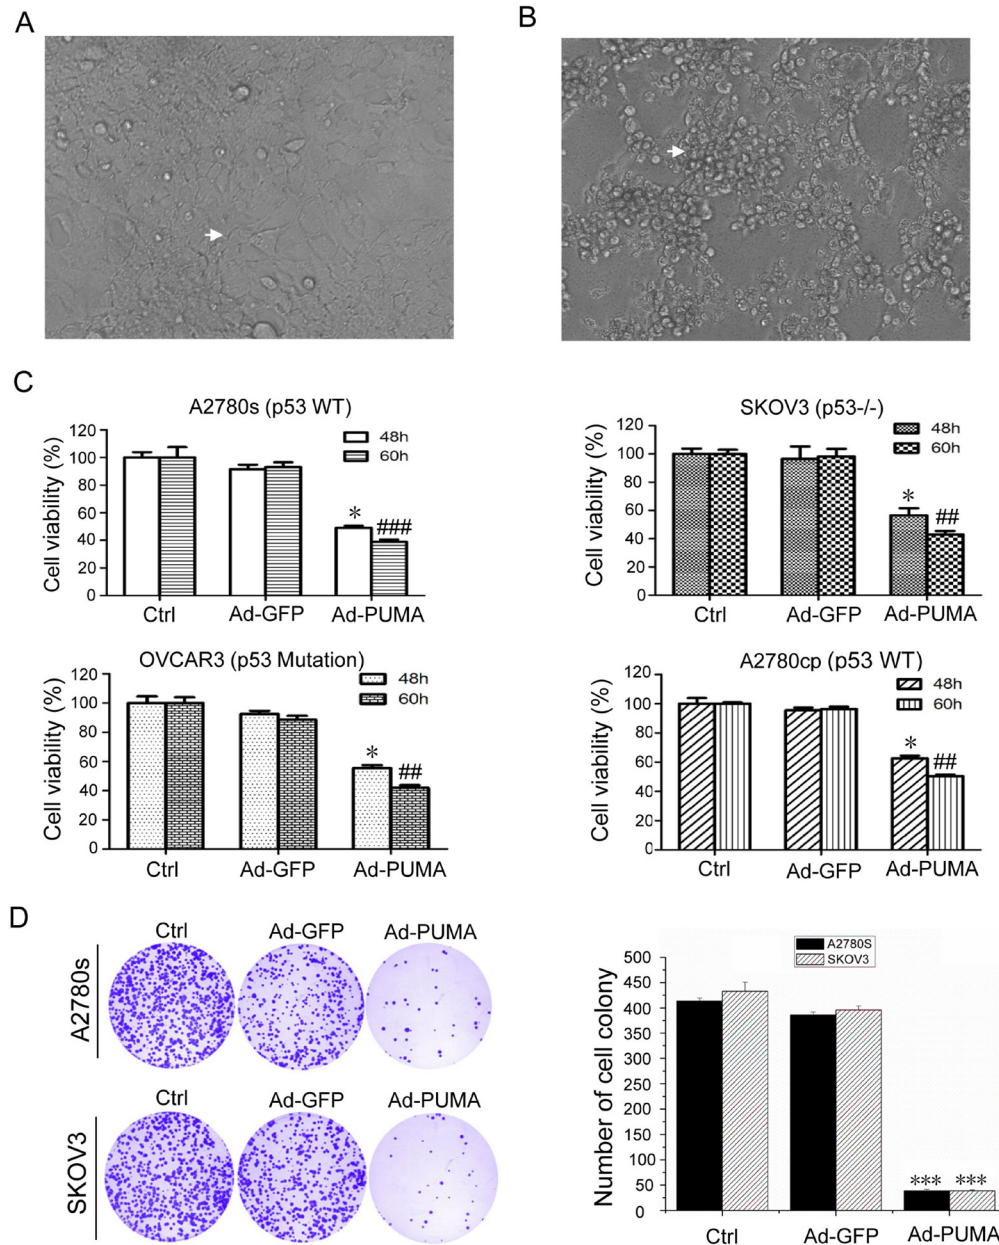 A
B
C
A2780s (p53 WT)
Cell viability (%)
120
100
80
60
40
20
0
48h
60h
*
###
Ctrl
Ad-GFP
Ad-PUMA
SKOV3 (p53-/-)
Cell viability (%)
120
100
80
60
40
20
0
48h
60h
*
##
Ctrl
Ad-GFP
Ad-PUMA
OVCAR3 (p53 Mutation)
Cell viability (%)
120
100
80
60
40
20
0
48h
60h
*
##
Ctrl
Ad-GFP
Ad-PUMA
A2780cp (p53 WT)
Cell viability (%)
120
100
80
60
40
20
0
48h
60h
*
##
Ctrl
Ad-GFP
Ad-PUMA
D
Ctrl
Ad-GFP
Ad-PUMA
A2780s
Ctrl
Ad-GFP
Ad-PUMA
SKOV3
A2780S
SKOV3
Number of cell colony
500
450
400
350
300
250
200
150
100
50
0
***
***
Ctrl
Ad-GFP
Ad-PUMA